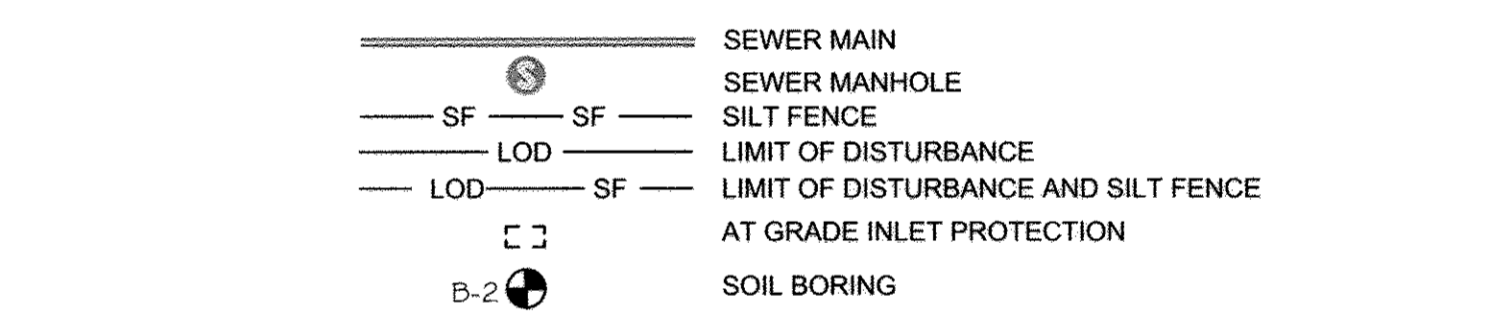 SEWER MAIN
S SEWER MANHOLE
SF SF SILT FENCE
LOD LIMIT OF DISTURBANCE
LOD SF LIMIT OF DISTURBANCE AND SILT FENCE
AT GRADE INLET PROTECTION
B-2 SOIL BORING